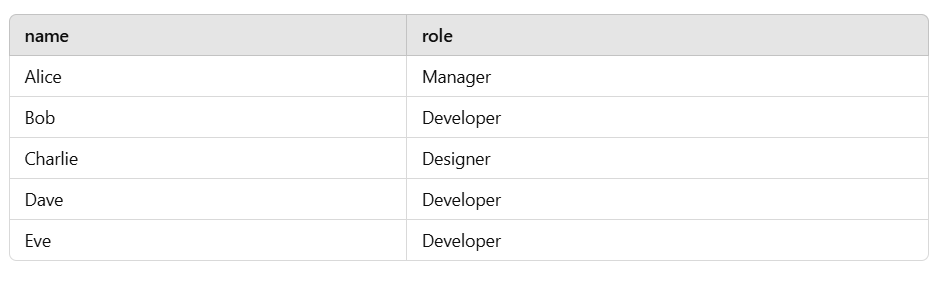 name role
Alice Manager
Bob Developer
Charlie Designer
Dave Developer
Eve Developer